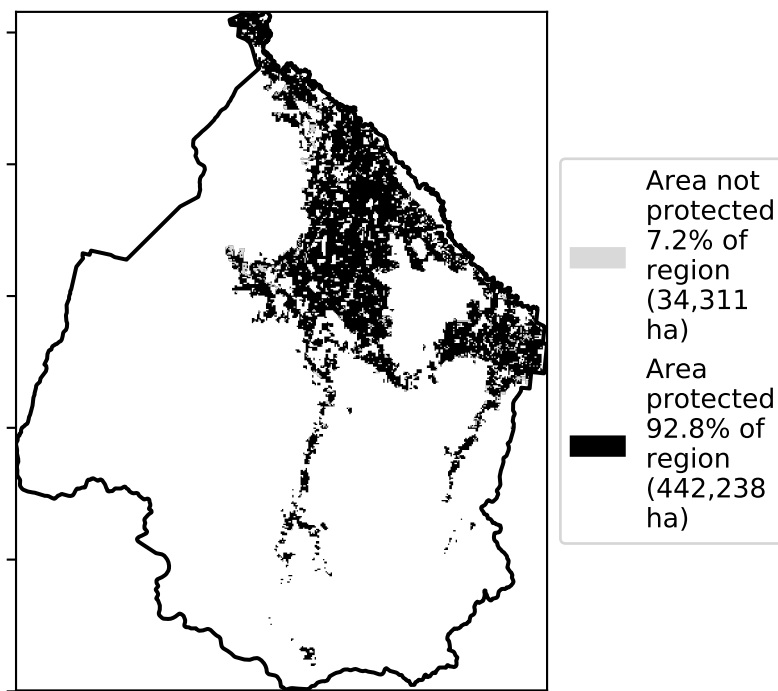 Area not
protected
7.2% of
region
(34,311
ha)
Area
protected
92.8% of
region
(442,238
ha)